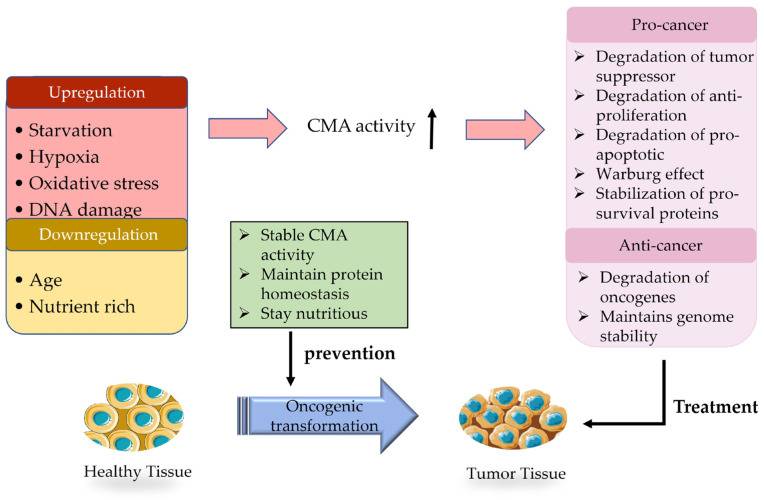 Upregulation
• Starvation
• Hypoxia
• Oxidative stress
• DNA damage
Downregulation
• Age
• Nutrient rich
CMA activity
Pro-cancer
➢ Degradation of tumor
suppressor
➢ Degradation of anti-
proliferation
➢ Degradation of pro-
apoptotic
➢ Warburg effect
➢ Stabilization of pro-
survival proteins
Anti-cancer
➢ Degradation of
oncogenes
➢ Maintains genome
stability
➢ Stable CMA
activity
➢ Maintain protein
homeostasis
➢ Stay nutritious
prevention
Oncogenic
transformation
Treatment
Healthy Tissue
Tumor Tissue